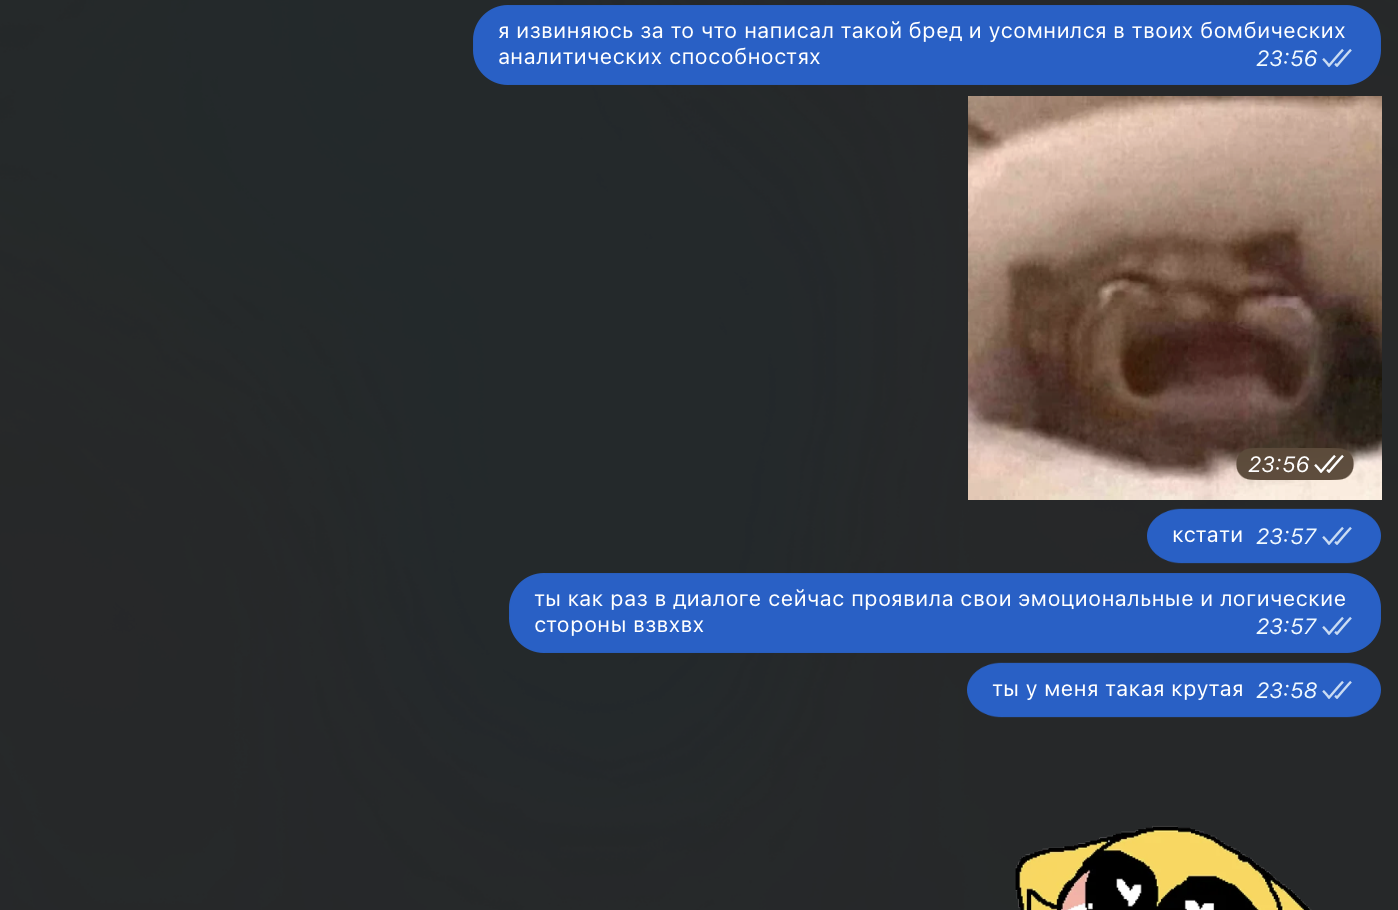 я извиняюсь за то что написал такой бред и усомнился в твоих бомбических
аналитических способностях
23:56
23:56
кстати 23:57
ты как раз в диалоге сейчас проявила свои эмоциональные и логические
стороны взвхвх
23:57
ты у меня такая крутая 23:58